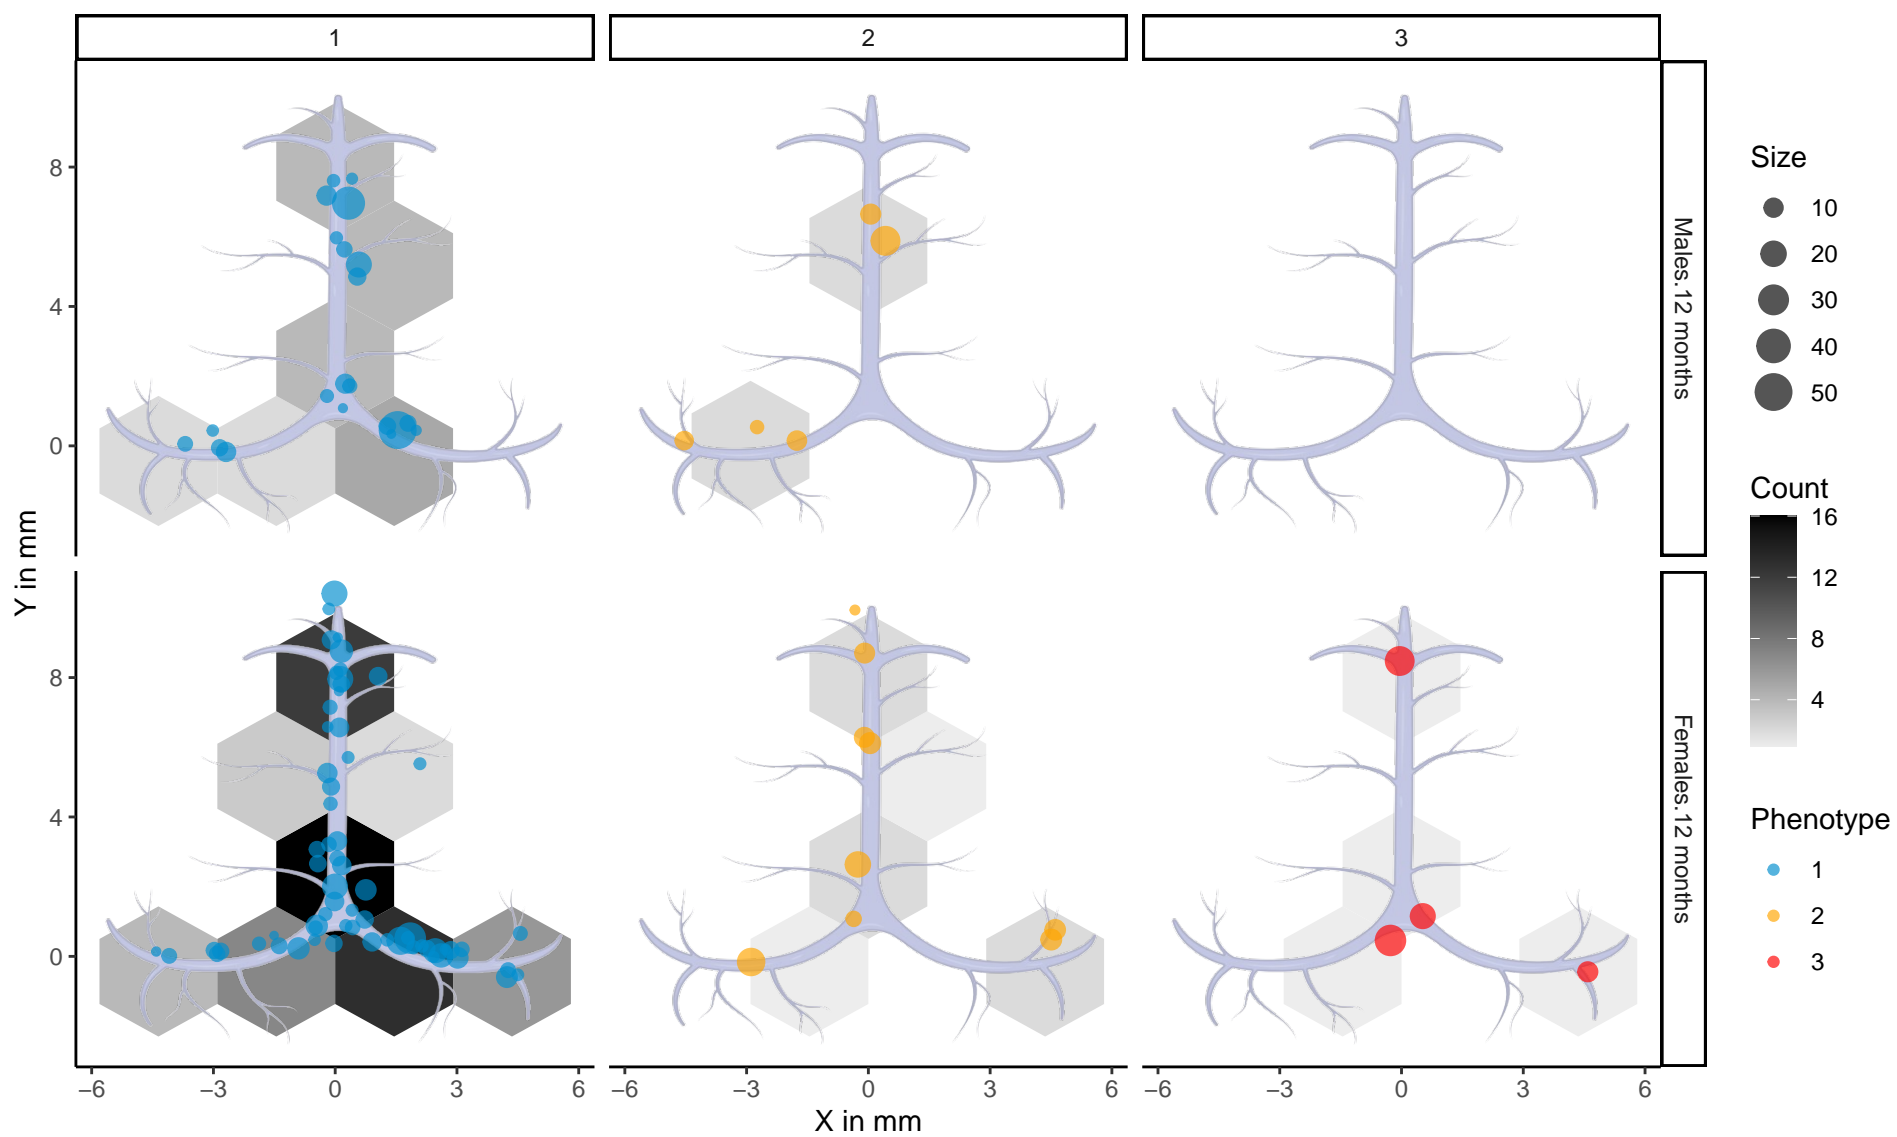 1 2 3
Males.12 months
Females.12 months
8
4
0
8
4
0
Y in mm
−6 −3 0 3 6 −6 −3 0 3 6 −6 −3 0 3 6
X in mm
Size
10
20
30
40
50
Count
16
12
8
4
Phenotype
1
2
3